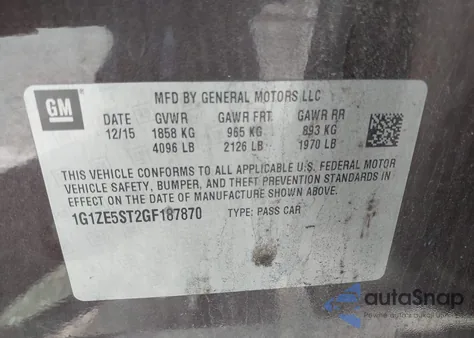 GM
MFD BY GENERAL MOTORS LLC
DATE GVWR GAWR FRT GAWR RR
12/15 1858 KG 965 KG 893 KG
4096 LB 2126 LB 1970 LB
THIS VEHICLE CONFORMS TO ALL APPLICABLE U.S. FEDERAL MOTOR
VEHICLE SAFETY, BUMPER, AND THEFT PREVENTION STANDARDS IN
EFFECT ON THE DATE OF MANUFACTURE SHOWN ABOVE.
1G1ZE5ST2GF187870 TYPE: PASS CAR
autoSnap